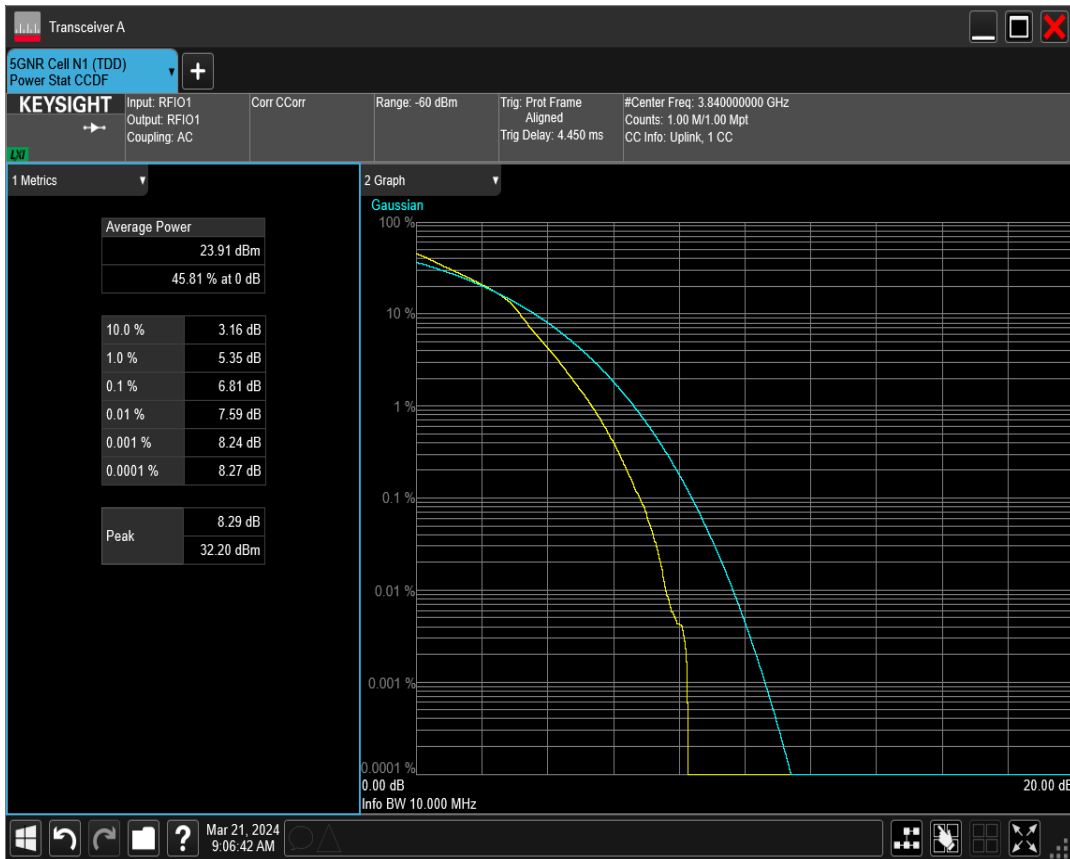 Transceiver A
5GNR Cell N1 (TDD)
Power Stat CCDF
KEYSIGHT
LXI
Input: RFIO1
Output: RFIO1
Coupling: AC
Corr CCorr
Range: -60 dBm
Trig: Prot Frame
Aligned
Trig Delay: 4.450 ms
#Center Freq: 3.840000000 GHz
Counts: 1.00 M/1.00 Mpt
CC Info: Uplink, 1 CC
1 Metrics
Average Power
23.91 dBm
45.81 % at 0 dB
10.0 % 3.16 dB
1.0 % 5.35 dB
0.1 % 6.81 dB
0.01 % 7.59 dB
0.001 % 8.24 dB
0.0001 % 8.27 dB
Peak
8.29 dB
32.20 dBm
2 Graph
Gaussian
100 %
10 %
1 %
0.1 %
0.01 %
0.001 %
0.0001 %
0.00 dB 20.00 dB
Info BW 10.000 MHz
?
Mar 21, 2024
9:06:42 AM